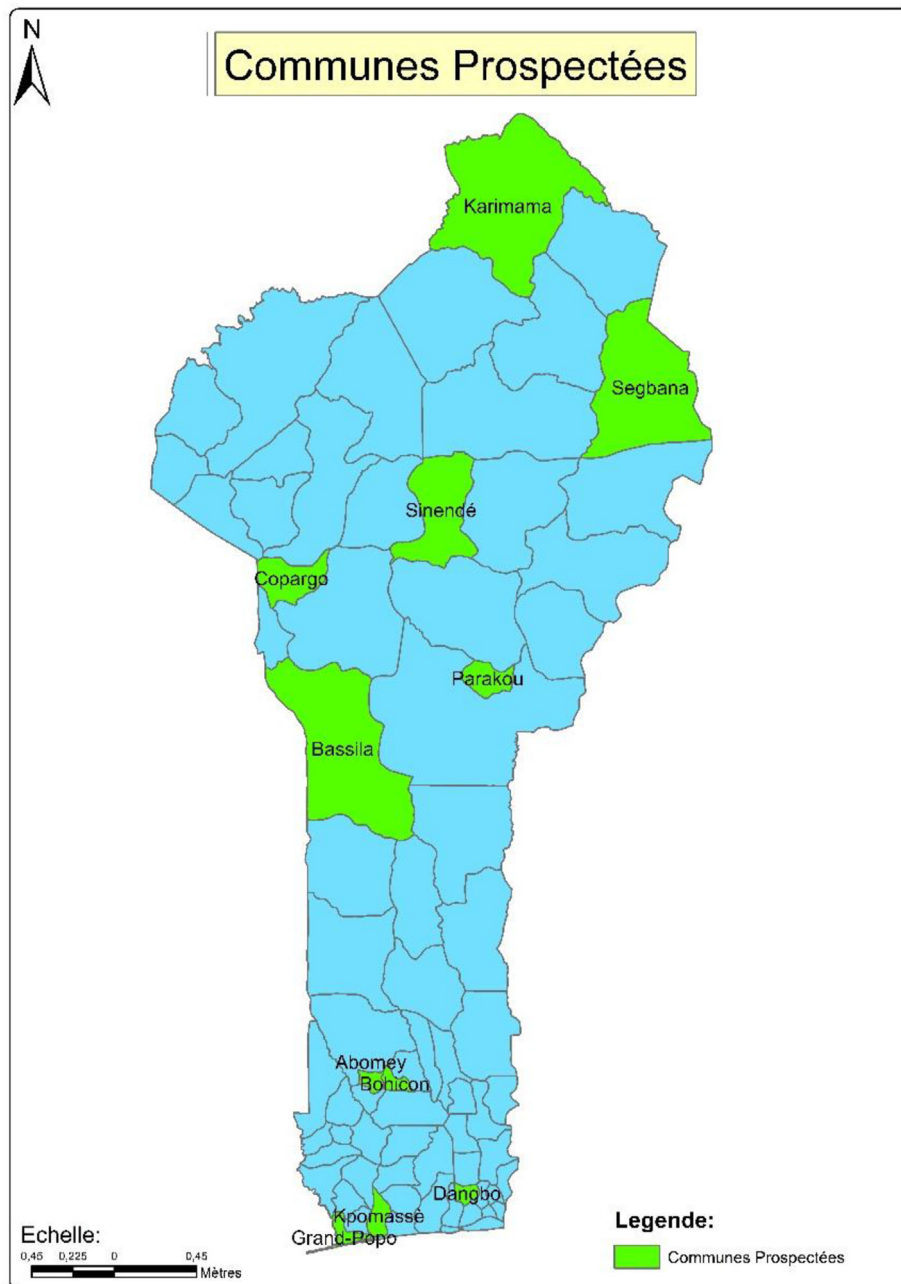 N
Communes Prospectées
Karimama
Segbana
Sinendé
Copargo
Parakou
Bassila
Abomey
Bohicon
Dangbo
Kpomassè
Grand-Popo
Echelle:
0,45 0,225 0 0,45
Mètres
Legende:
Communes Prospectées